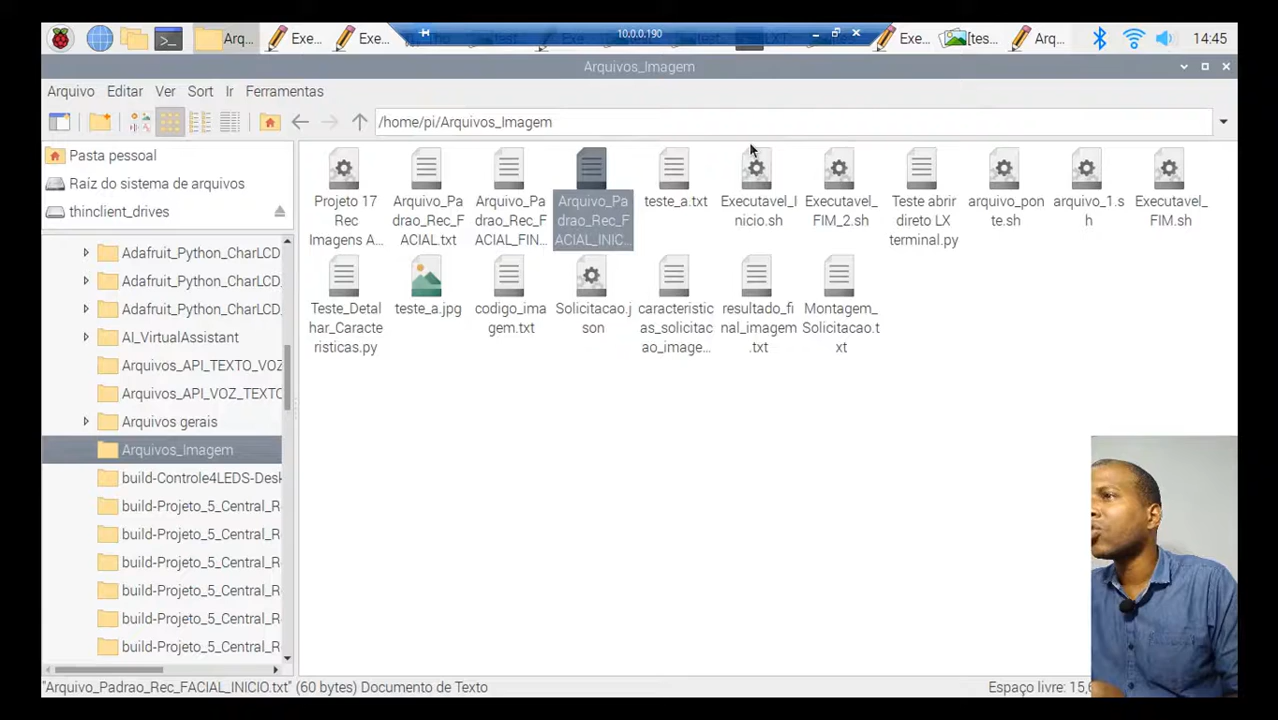 Arq...
Exe...
Exe...
10.0.0.190
Exe...
[tes...
Arq...
14:45
Arquivos_Imagem
Arquivo Editar Ver Sort Ir Ferramentas
/home/pi/Arquivos_Imagem
Pasta pessoal
Raiz do sistema de arquivos
thinclient_drives
Adafruit_Python_CharLCD
Adafruit_Python_CharLCD_
Adafruit_Python_CharLCD_
AI_VirtualAssistant
Arquivos_API_TEXTO_VOZ
Arquivos_API_VOZ_TEXTO
Arquivos gerais
Arquivos_Imagem
build-Controle4LEDS-Desk
build-Projeto_5_Central_R
build-Projeto_5_Central_R
build-Projeto_5_Central_R
build-Projeto_5_Central_R
build-Projeto_5_Central_R
build-Projeto_5_Central_R
Projeto 17
Rec
Imagens A...
Arquivo_Pa
drao_Rec_F
ACIAL.txt
Arquivo_Pa
drao_Rec_F
ACIAL_FIN...
Arquivo_Pa
drao_Rec_F
ACIAL_INIC...
teste_a.txt
Executavel_I
nicio.sh
Executavel_
FIM_2.sh
Teste abrir
direto LX
terminal.py
arquivo_pon
te.sh
arquivo_1.s
h
Executavel_
FIM.sh
Teste_Detal
har_Caracte
risticas.py
teste_a.jpg
codigo_ima
gem.txt
Solicitacao.j
son
caracteristic
as_solicitac
ao_image...
resultado_fi
nal_imagem
.txt
Montagem_
Solicitacao.t
xt
"Arquivo_Padrao_Rec_FACIAL_INICIO.txt" (60 bytes) Documento de Texto
Espaço livre: 15,